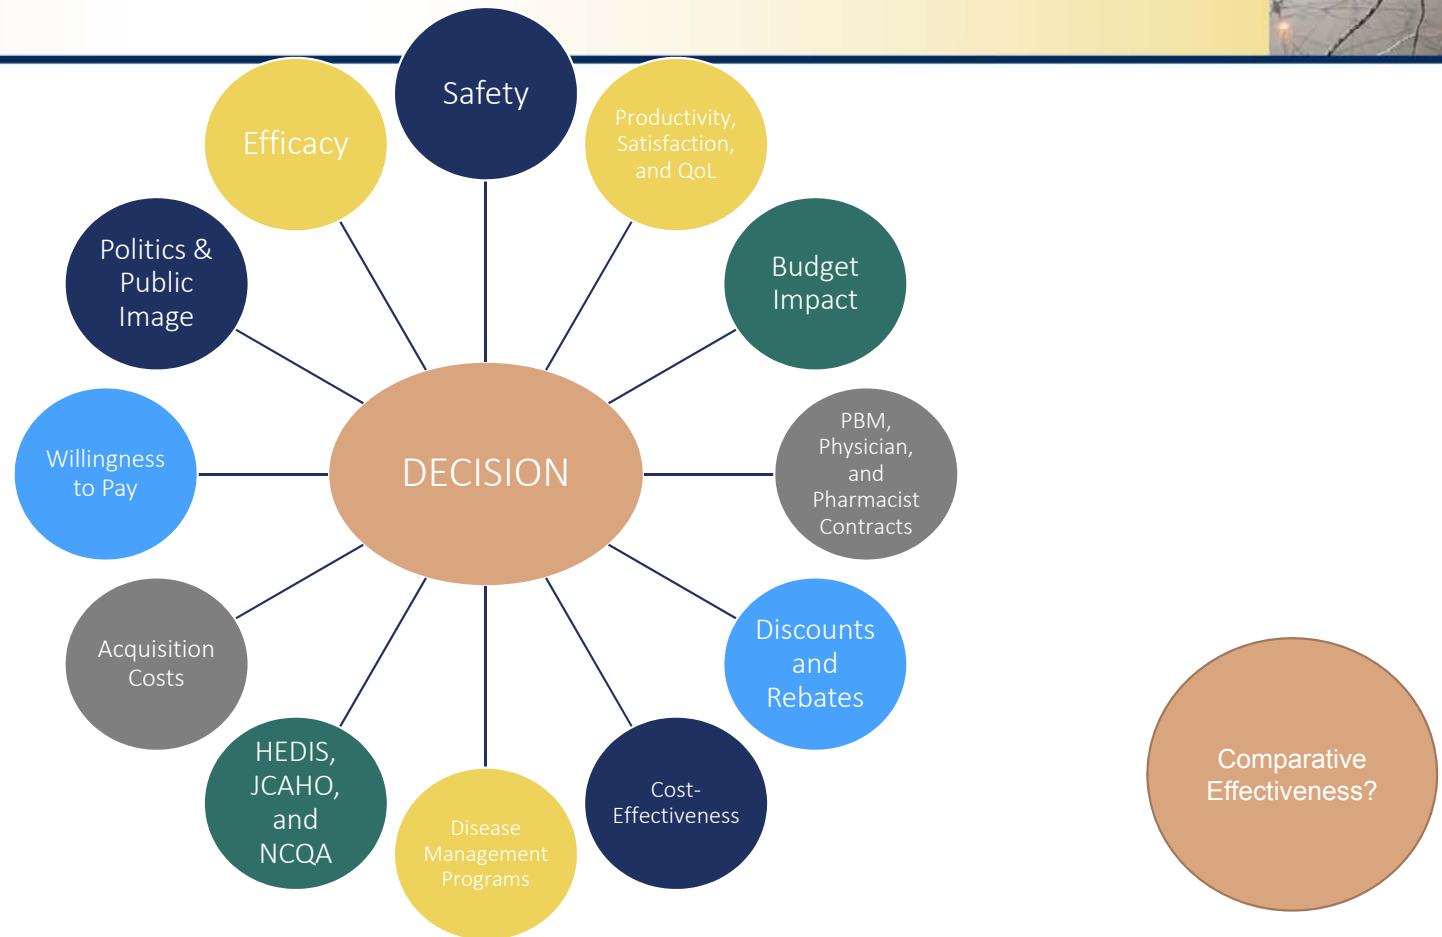 Safety
Productivity,
Satisfaction,
and QoL
Budget
Impact
PBM,
Physician,
and
Pharmacist
Contracts
Discounts
and
Rebates
Cost-
Effectiveness
Disease
Management
Programs
HEDIS,
JCAHO,
and
NCQA
Acquisition
Costs
Willingness
to Pay
Politics &
Public
Image
Efficacy
DECISION
Comparative
Effectiveness?